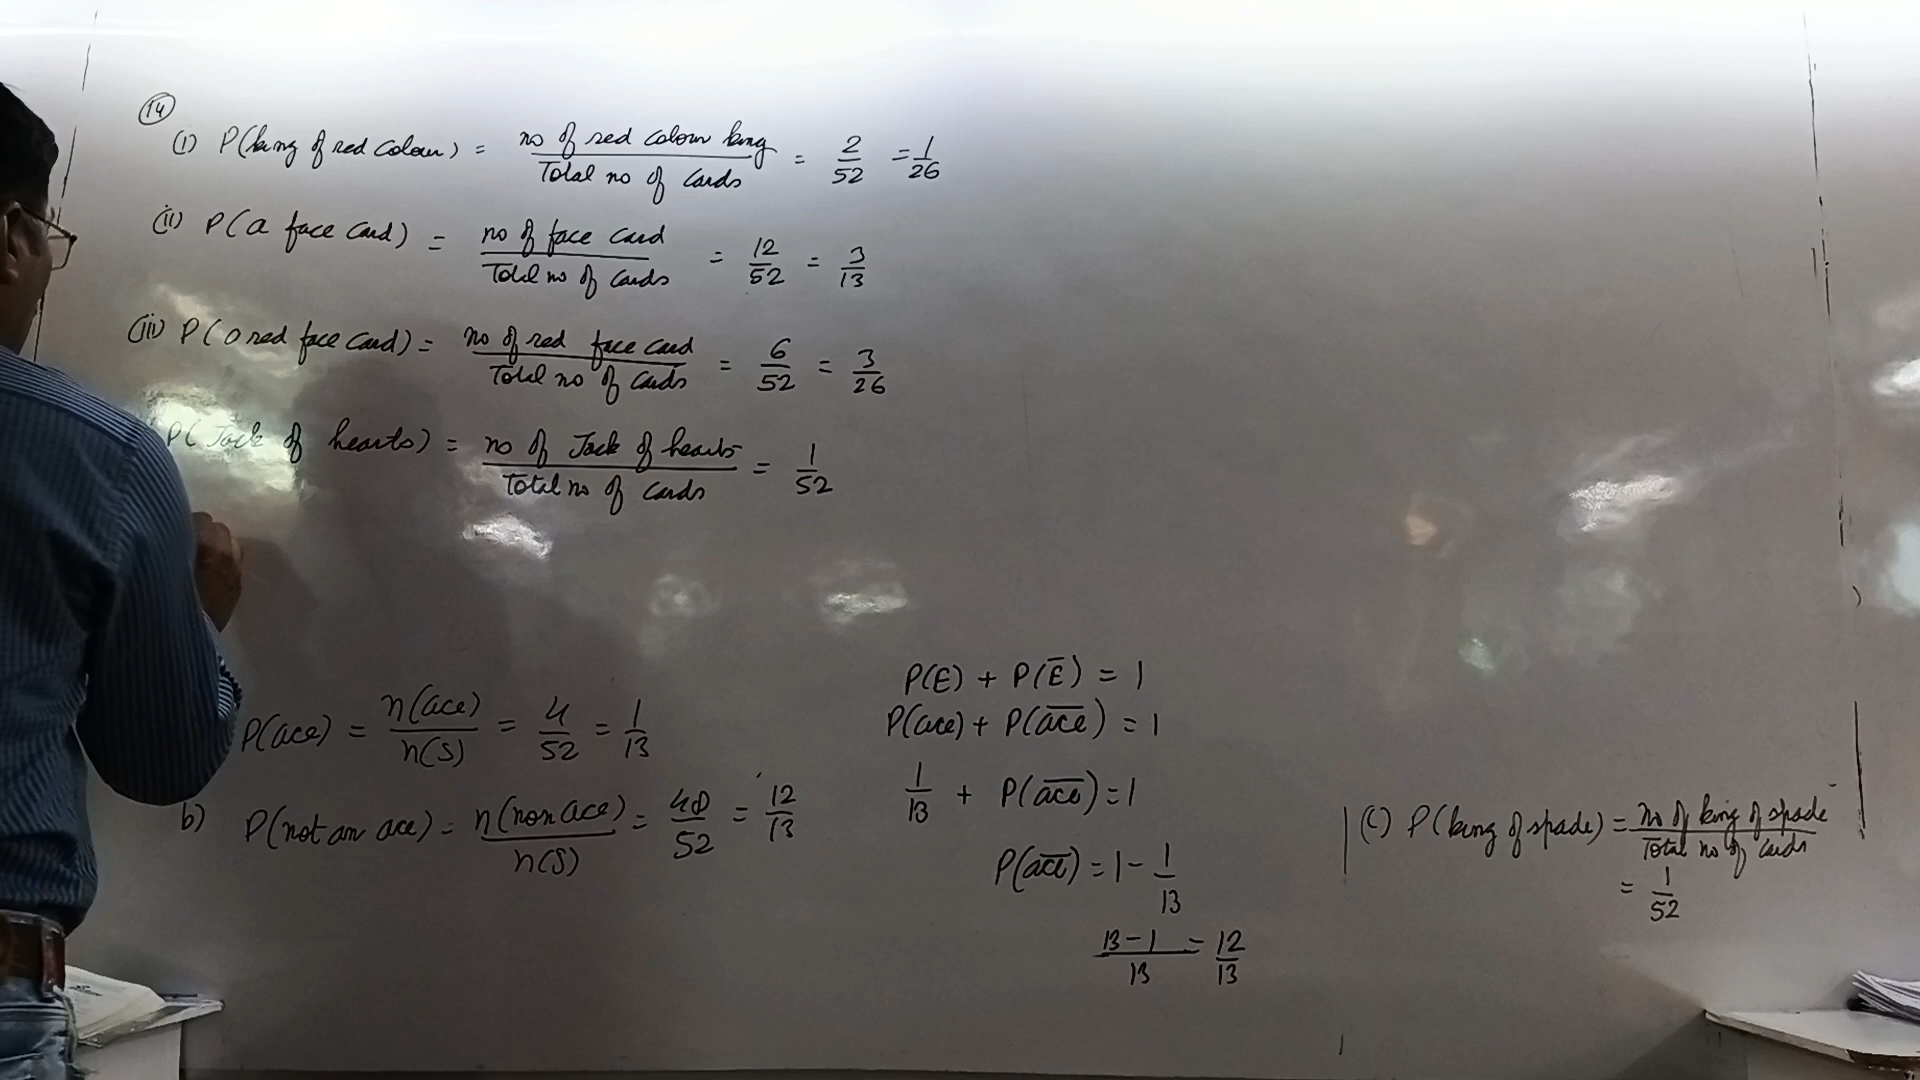 14
(i) P(king of red colour) = no of red colour king / Total no of cards = 2/52 = 1/26
(ii) P(a face card) = no of face card / Total no of cards = 12/52 = 3/13
(iii) P(a red face card) = no of red face card / Total no of cards = 6/52 = 3/26
P(Jack of hearts) = no of Jack of hearts / Total no of cards = 1/52
P(ace) = n(ace)/n(S) = 4/52 = 1/13
b) P(not an ace) = n(non ace)/n(S) = 48/52 = 12/13
P(E) + P(E̅) = 1
P(ace) + P(a̅c̅e̅) = 1
1/13 + P(a̅c̅e̅) = 1
P(a̅c̅e̅) = 1 - 1/13
13-1/13 = 12/13
(c) P(king of spade) = no of king of spade / Total no of cards
= 1/52